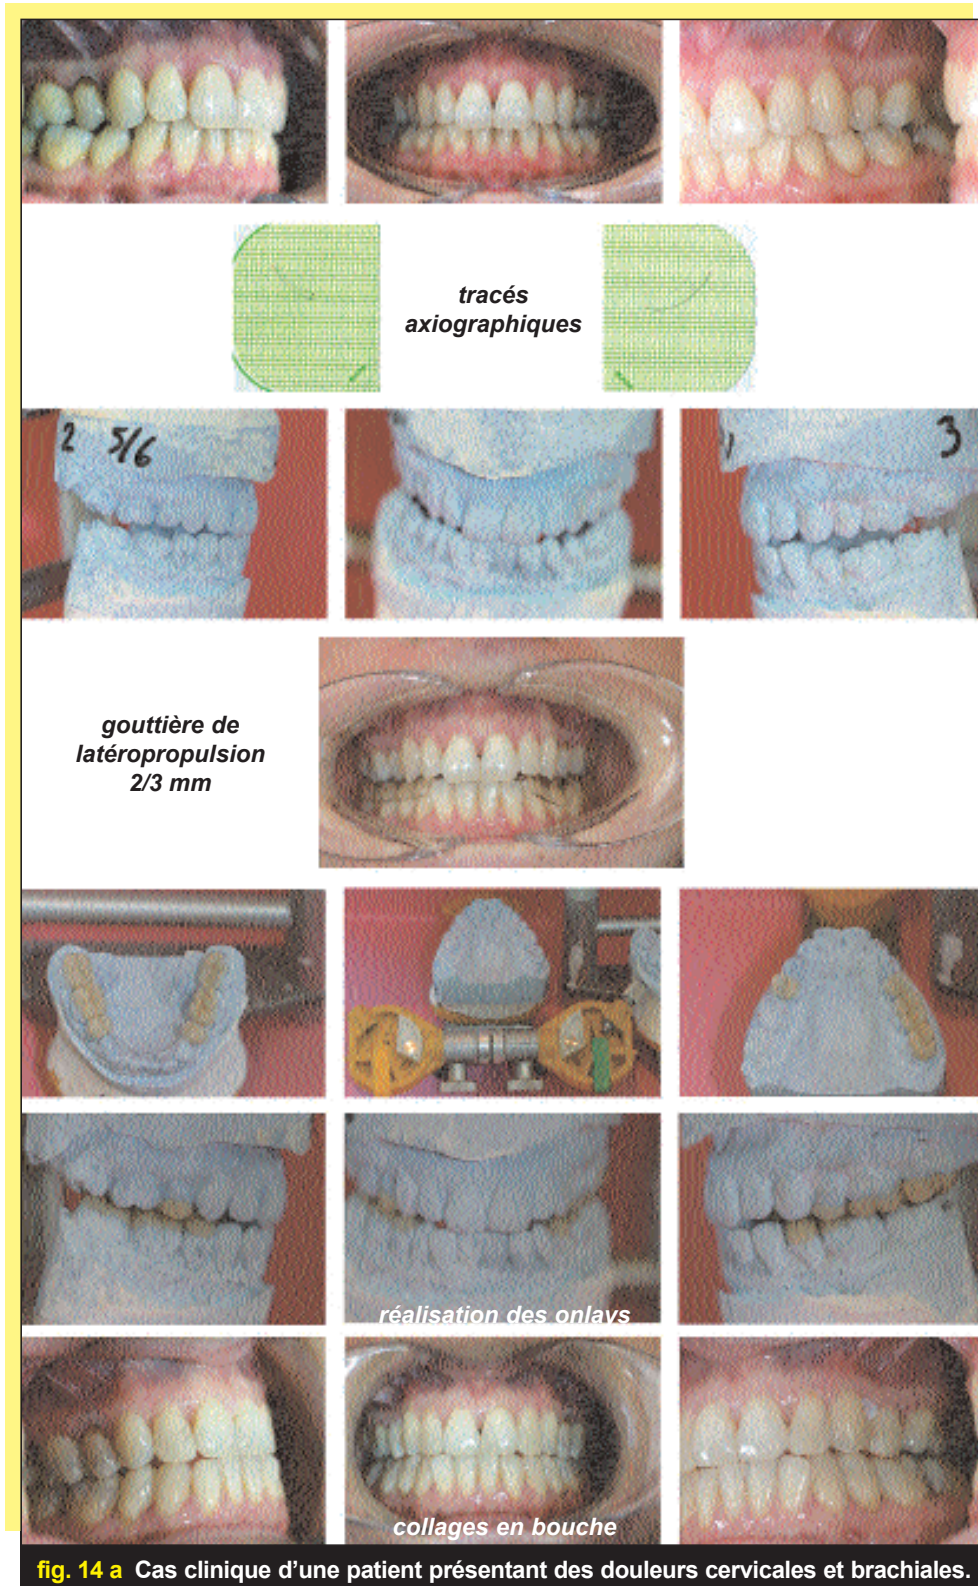 tracés
axiographiques
2 5/6
3
gouttière de
latéropropulsion
2/3 mm
réalisation des onlays
collages en bouche
fig. 14 a Cas clinique d'une patient présentant des douleurs cervicales et brachiales.